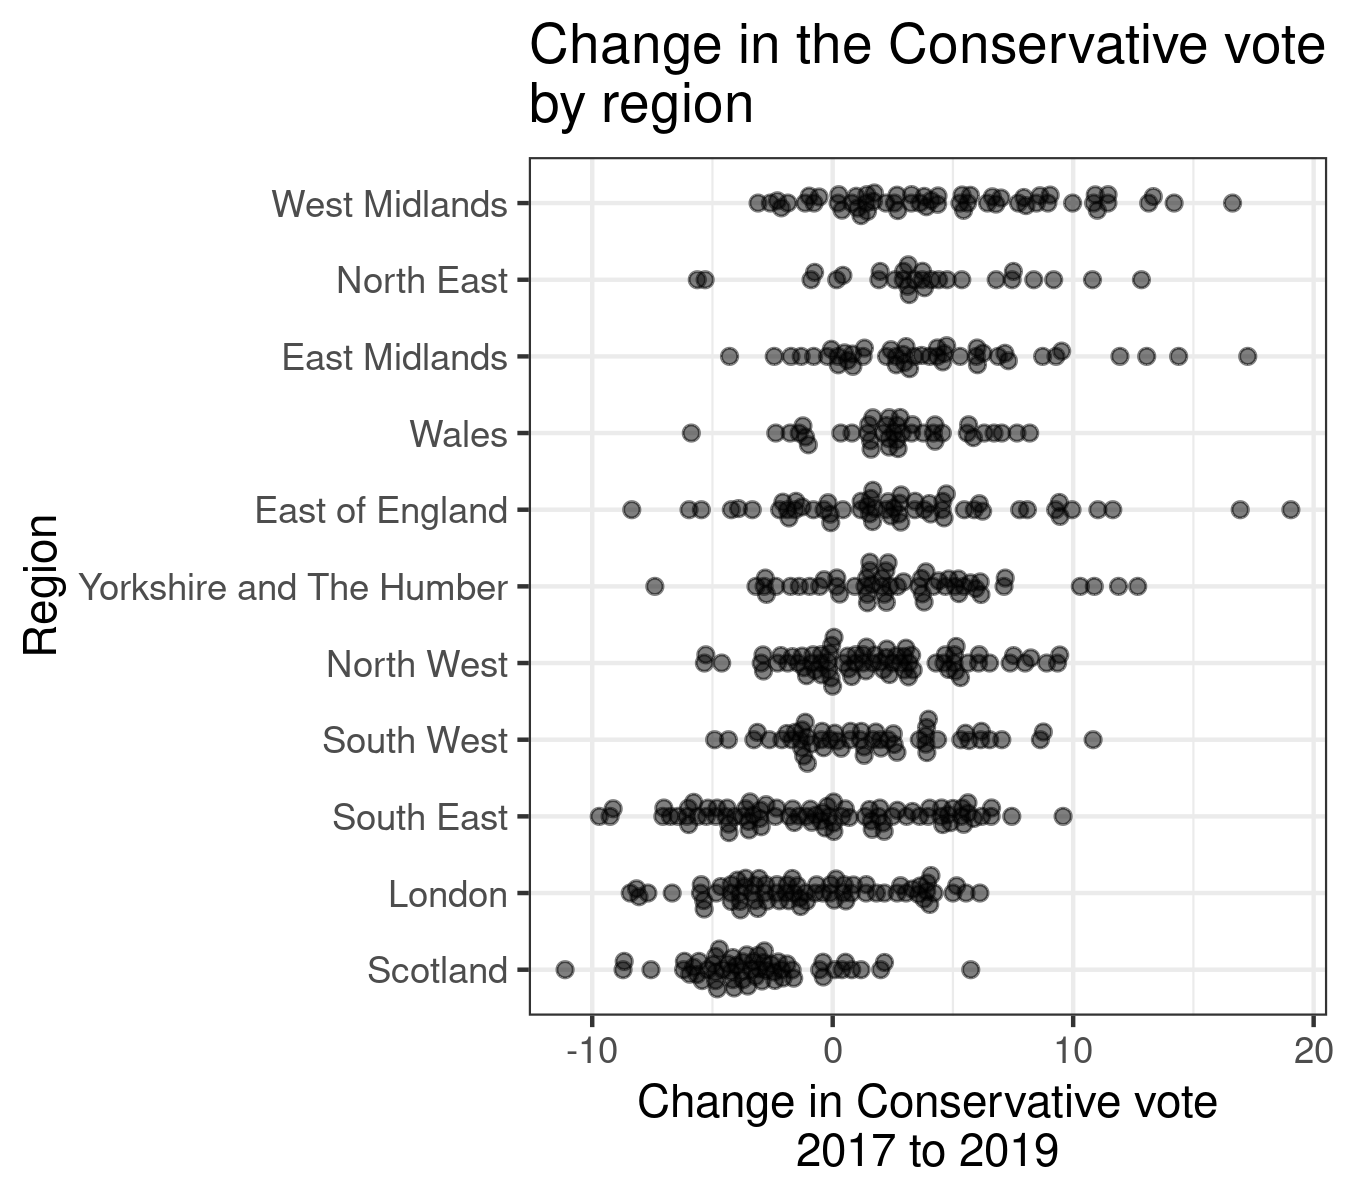 Change in the Conservative vote
by region
West Midlands
North East
East Midlands
Wales
East of England
Yorkshire and The Humber
North West
South West
South East
London
Scotland
Region
-10 0 10 20
Change in Conservative vote
2017 to 2019